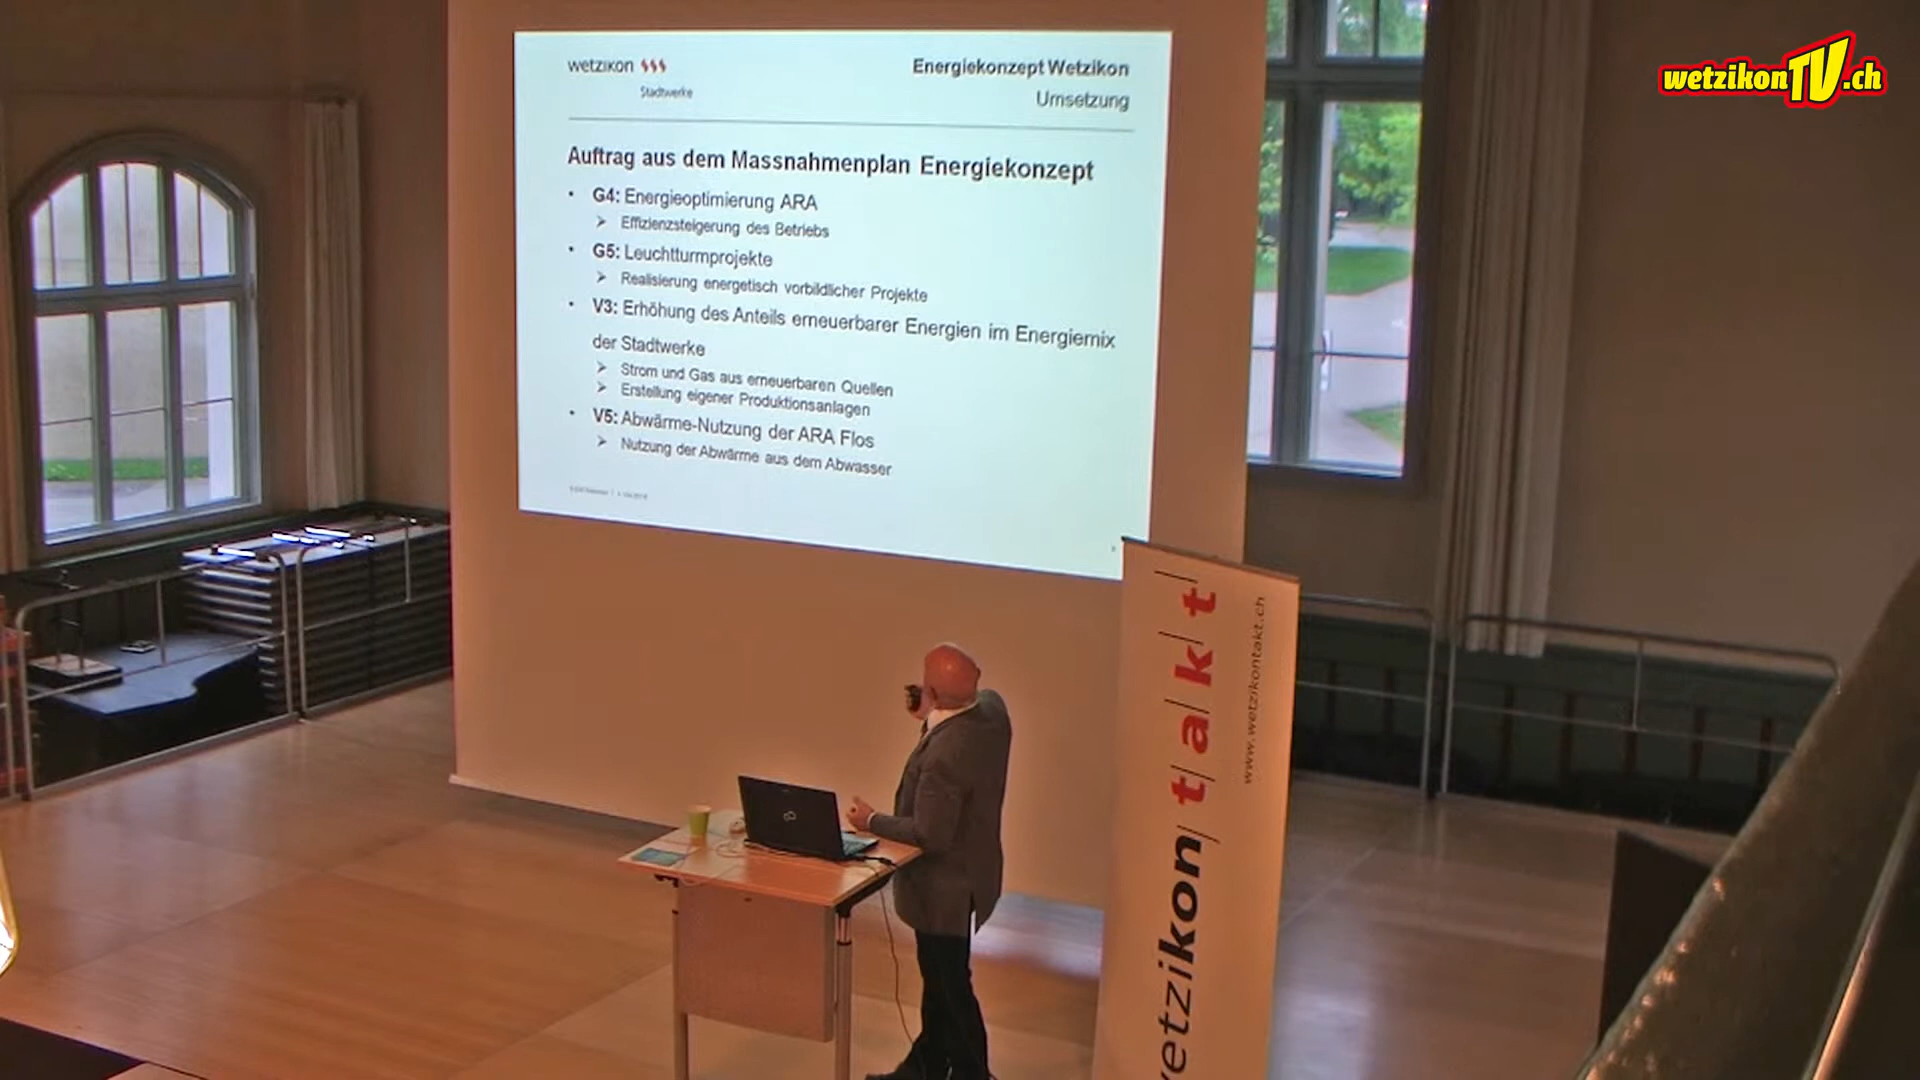 wetzikonTV.ch
wetzikon
Stadtwerke
Energiekonzept Wetzikon
Umsetzung
Auftrag aus dem Massnahmenplan Energiekonzept
• G4: Energieoptimierung ARA
➢ Effizienzsteigerung des Betriebs
• G5: Leuchtturmprojekte
➢ Realisierung energetisch vorbildlicher Projekte
• V3: Erhöhung des Anteils erneuerbarer Energien im Energiemix
der Stadtwerke
➢ Strom und Gas aus erneuerbaren Quellen
➢ Erstellung eigener Produktionsanlagen
• V5: Abwärme-Nutzung der ARA Flos
➢ Nutzung der Abwärme aus dem Abwasser
wetzikon|t|a|k|t|
www.wetzikontakt.ch